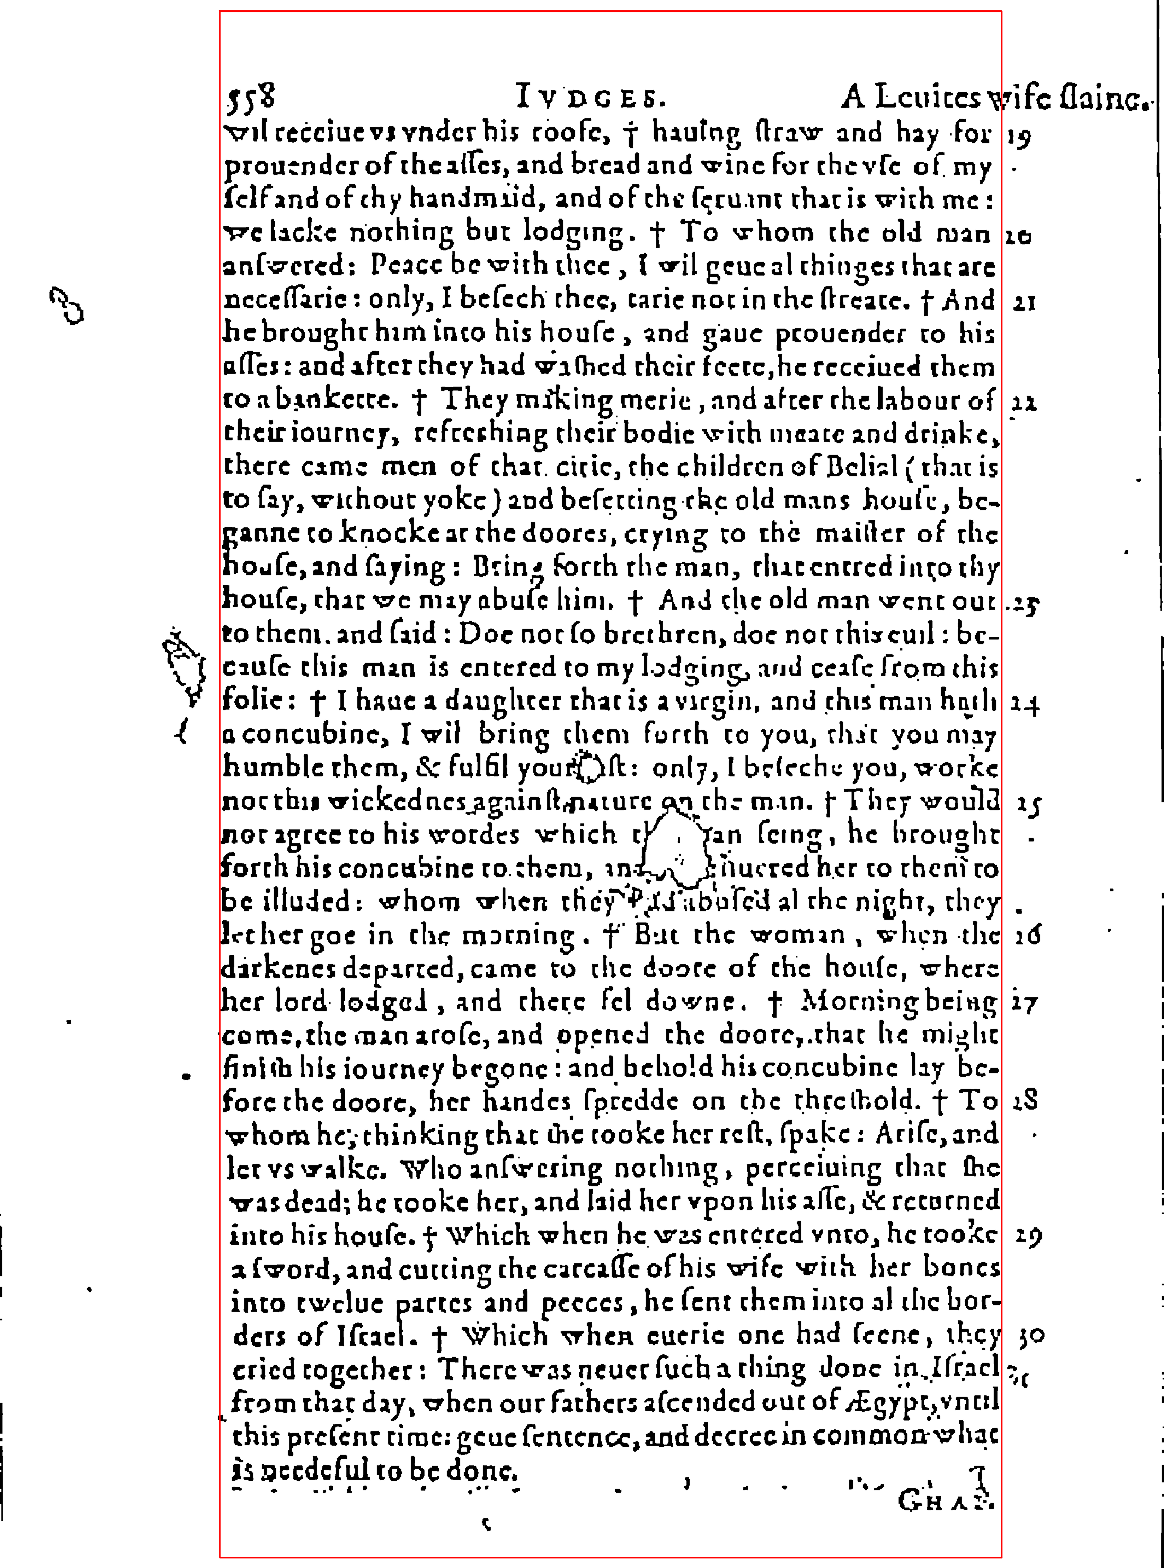 558 IVDGES. A Leuites wife slaine.
wil receiue vs vnder his roofe, † hauing ſtraw and hay for 19
prouender of the aſſes, and bread and wine for the vſe of my
ſelf and of thy handmaid, and of the ſeruant that is with me:
we lacke nothing but lodging. † To whom the old man 20
anſwered: Peace be with thee, I wil geue al thinges that are
neceſſarie: only, I beſech thee, tarie not in the ſtreate. † And 21
he brought him into his houſe, and gaue prouender to his
aſſes: and after they had waſhed their feete, he receiued them
to a bankette. † They making merie, and after the labour of 22
their iourney, refreshing their bodie with meate and drinke,
there came men of that citie, the children of Belial (that is
to ſay, without yoke) and beſetting the old mans houſe, be-
ganne to knocke at the doores, crying to the maiſter of the
houſe, and ſaying: Bring forth the man, that entred into thy
houſe, that we may abuſe him. † And the old man went out 23
to them, and ſaid: Doe not ſo brethren, doe not this euil: be-
cauſe this man is entered to my lodging, and ceaſe from this
folie: † I haue a daughter that is a virgin, and this man hath 24
a concubine, I wil bring them forth to you, that you may
humble them, & fulfil your ſt: only, I beſeche you, worke
not this wickednes againſt nature on the man. † They would 25
not agree to his wordes which an ſeing, he brought
forth his concubine to them, and liuered her to them to
be illuded: whom when they had abuſed al the night, they
let her goe in the morning. † But the woman, when the 26
darkenes departed, came to the doore of the houſe, where
her lord lodged, and there fel downe. † Morning being 27
come, the man aroſe, and opened the doore, that he might
finiſh his iourney begone: and behold his concubine lay be-
fore the doore, her handes ſpredde on the threſhold. † To 28
whom he, thinking that ſhe tooke her reſt, ſpake: Ariſe, and
let vs walke. Who anſwering nothing, perceiuing that ſhe
was dead; he tooke her, and laid her vpon his aſſe, & retorned
into his houſe. † Which when he was entered vnto, he tooke 29
a ſword, and cutting the carcaſſe of his wife with her bones
into twelue partes and peeces, he ſent them into al the bor-
ders of Iſrael. † Which when euerie one had ſeene, they 30
cried together: There was neuer ſuch a thing done in Iſrael
from that day, when our fathers aſcended out of Ægypt, vntil
this preſent time: geue ſentence, and decree in common what
is needeful to be done.
CHAP.